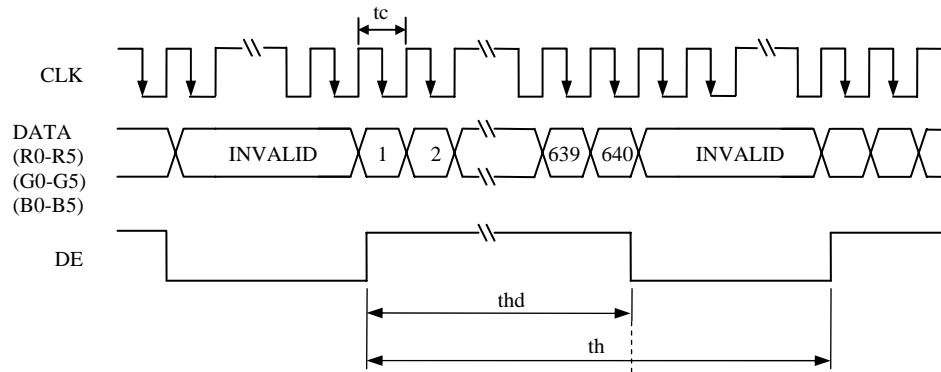 tc
CLK
DATA
(R0-R5)
(G0-G5)
(B0-B5)
INVALID 1 2 639 640 INVALID
DE
thd
th